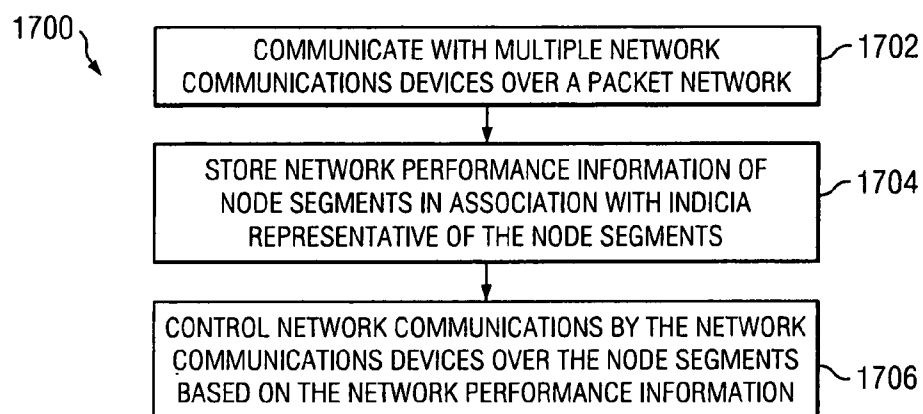 1700
COMMUNICATE WITH MULTIPLE NETWORK
COMMUNICATIONS DEVICES OVER A PACKET NETWORK
1702
STORE NETWORK PERFORMANCE INFORMATION OF
NODE SEGMENTS IN ASSOCIATION WITH INDICIA
REPRESENTATIVE OF THE NODE SEGMENTS
1704
CONTROL NETWORK COMMUNICATIONS BY THE NETWORK
COMMUNICATIONS DEVICES OVER THE NODE SEGMENTS
BASED ON THE NETWORK PERFORMANCE INFORMATION
1706